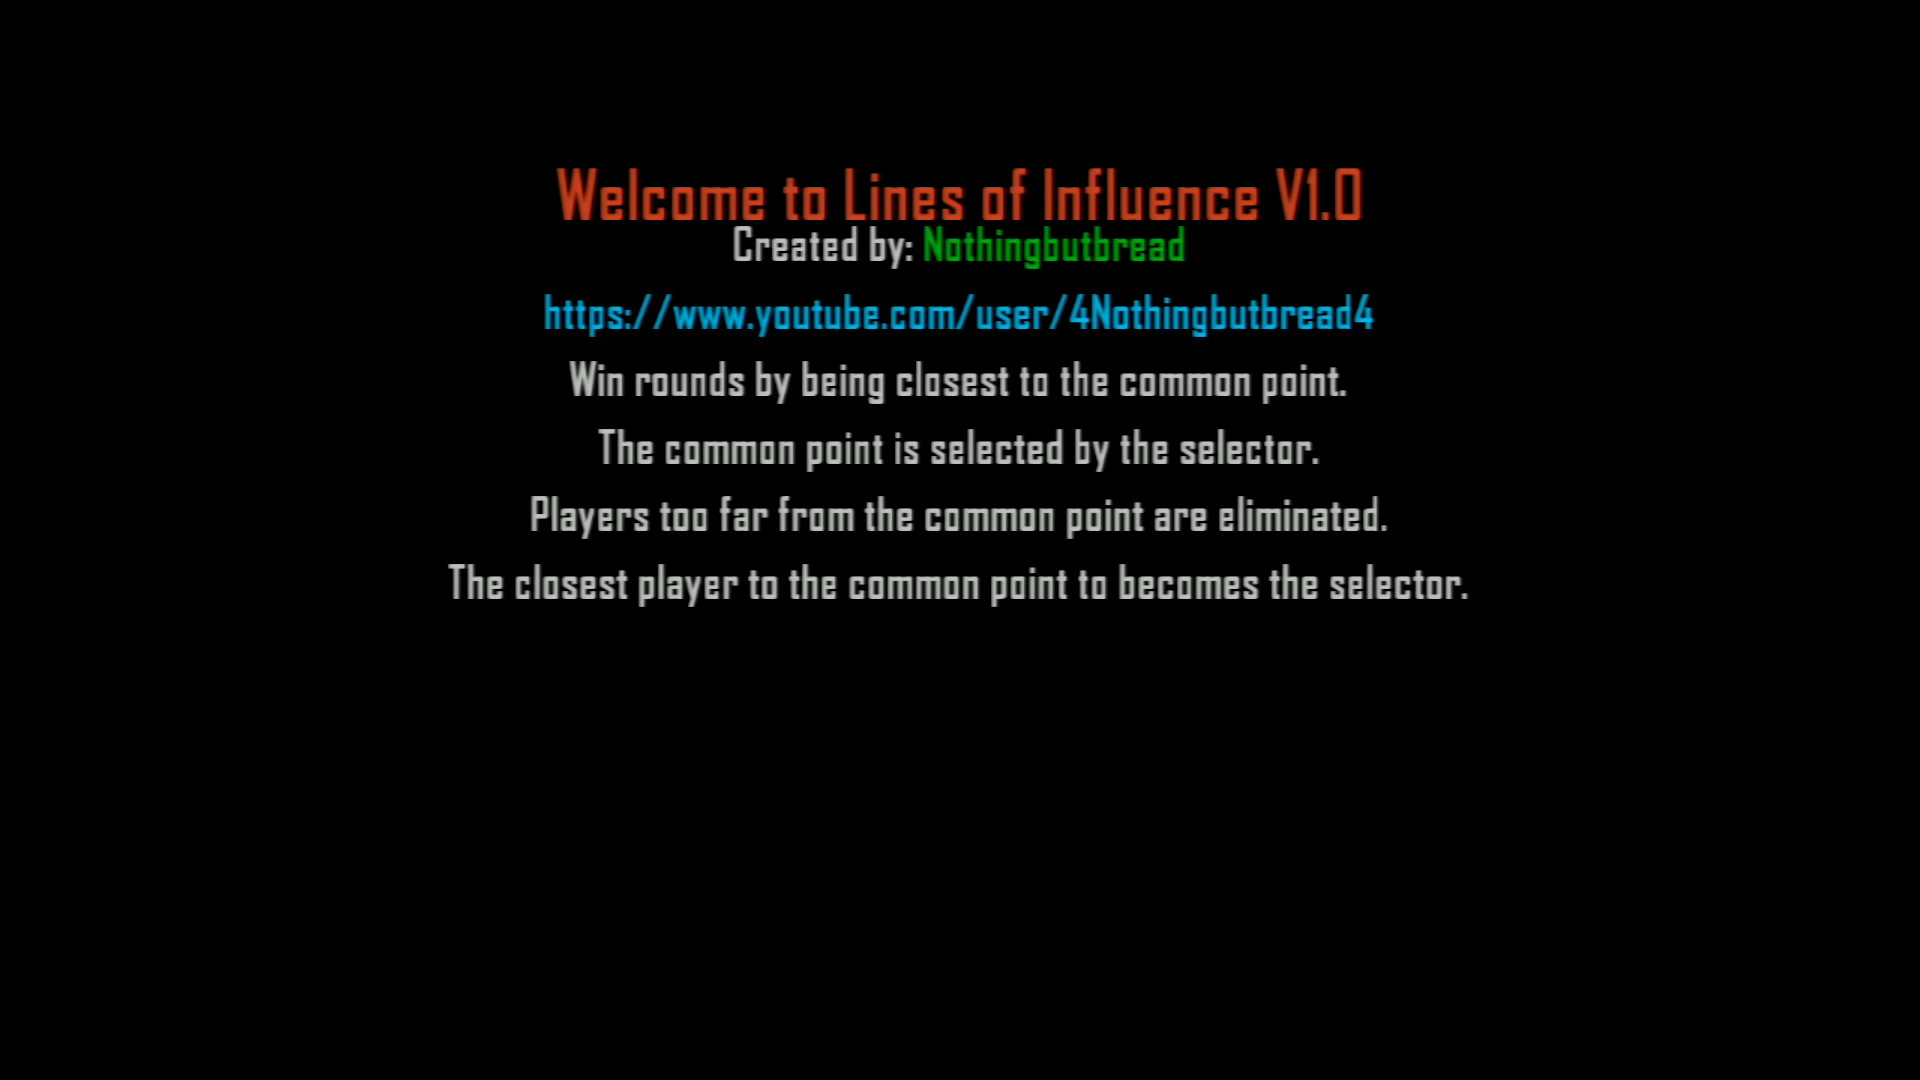 Welcome to Lines of Influence V1.0
Created by: Nothingbutbread
https://www.youtube.com/user/4Nothingbutbread4
Win rounds by being closest to the common point.
The common point is selected by the selector.
Players too far from the common point are eliminated.
The closest player to the common point to becomes the selector.